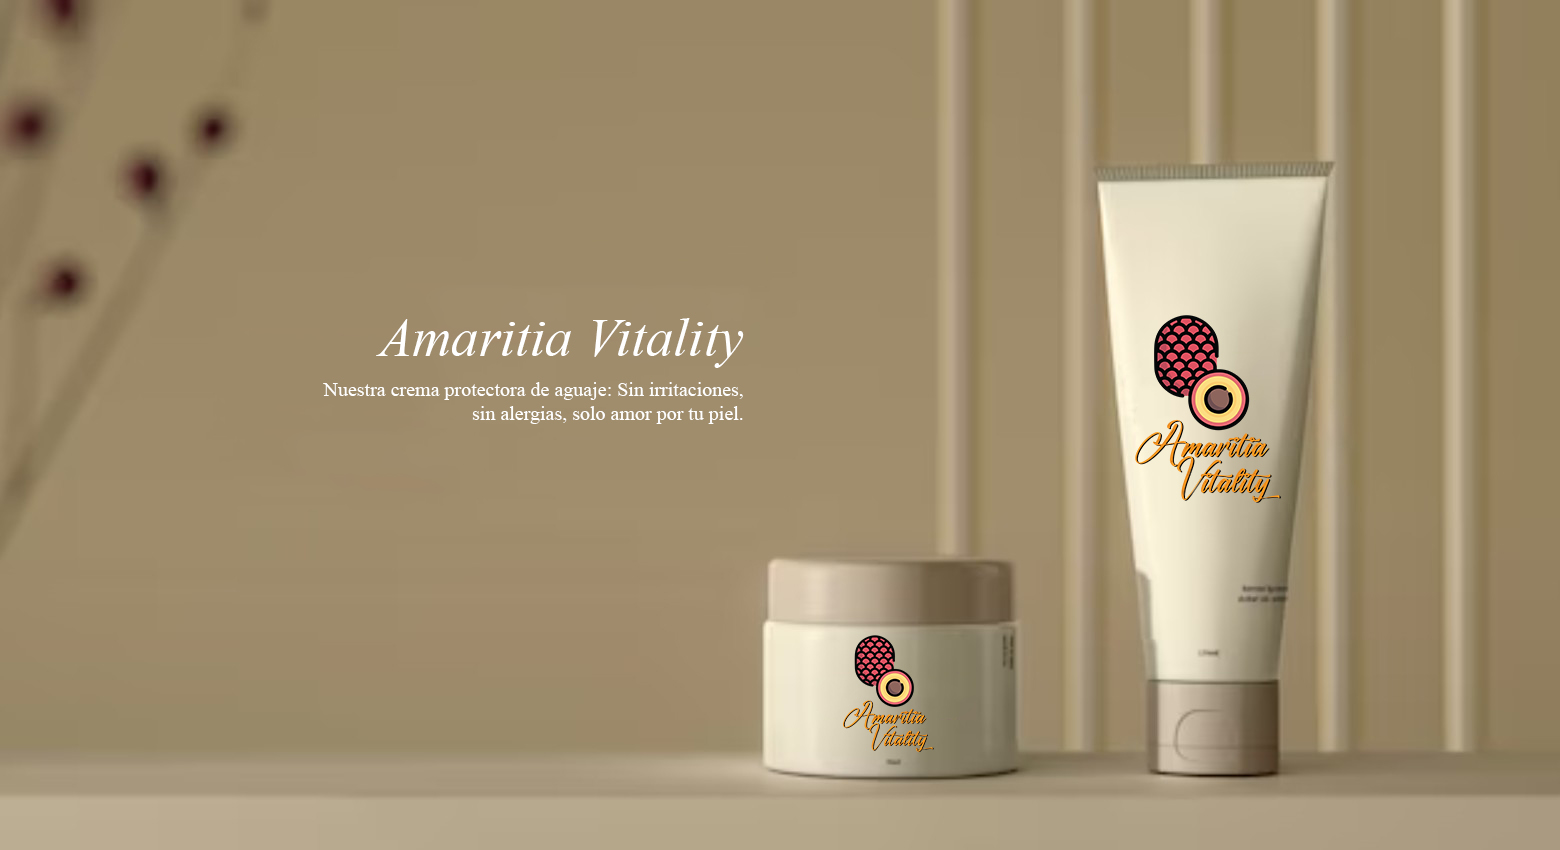 Amaritia Vitality
Nuestra crema protectora de aguaje: Sin irritaciones,
sin alergias, solo amor por tu piel.
Amaritia
Vitality
Amaritia
Vitality